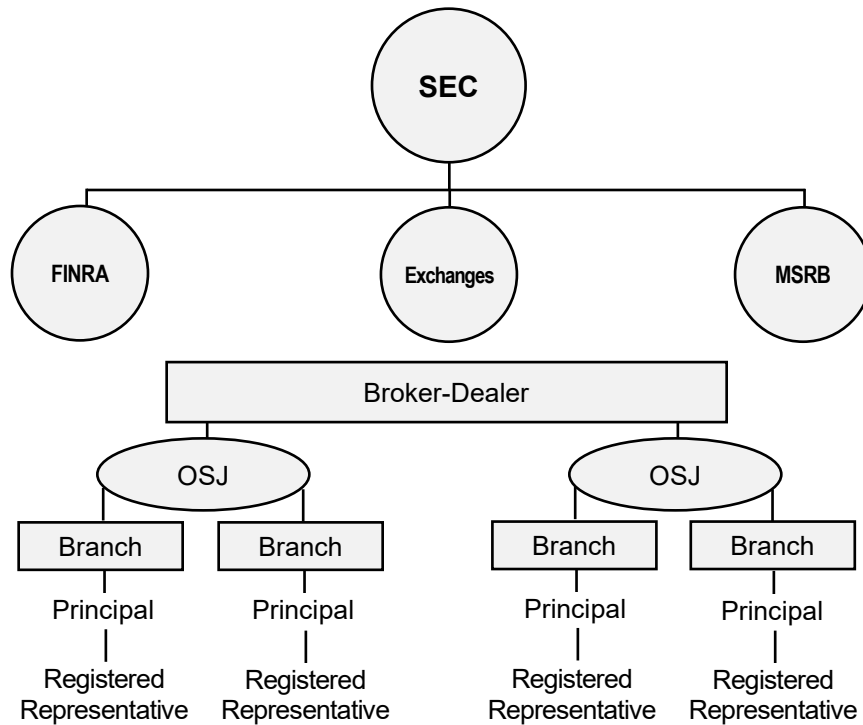 SEC
FINRA
Exchanges
MSRB
Broker-Dealer
OSJ
OSJ
Branch
Branch
Branch
Branch
Principal
Principal
Principal
Principal
Registered
Representative
Registered
Representative
Registered
Representative
Registered
Representative